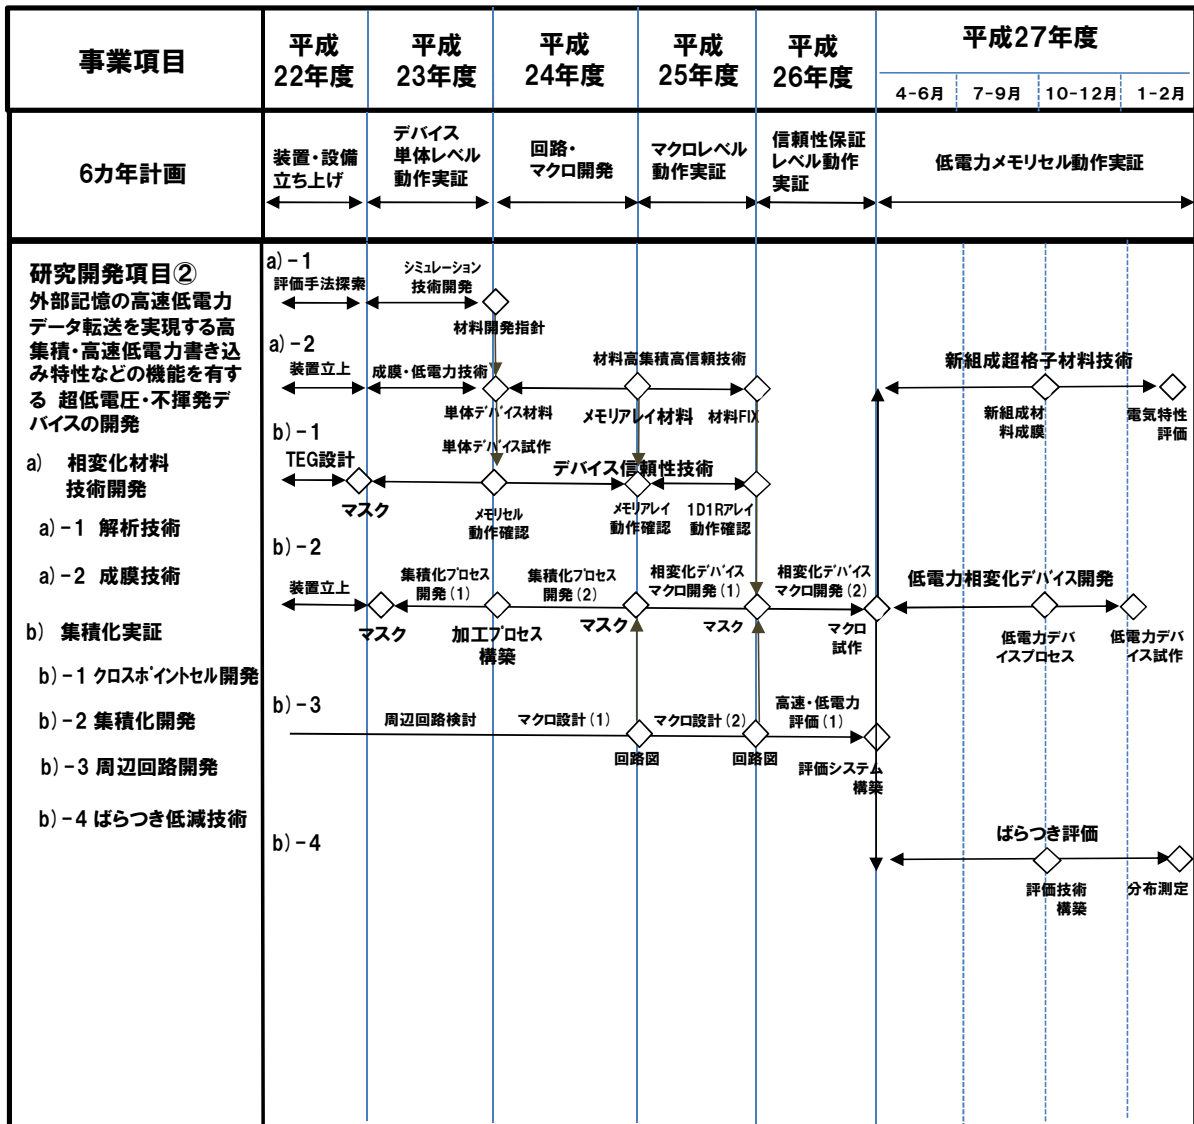 事業項目
平成
22年度
平成
23年度
平成
24年度
平成
25年度
平成
26年度
平成27年度
4-6月
7-9月
10-12月
1-2月
6カ年計画
装置・設備
立ち上げ
デバイス
単体レベル
動作実証
回路・
マクロ開発
マクロレベル
動作実証
信頼性保証
レベル動作
実証
低電力メモリセル動作実証
研究開発項目②
外部記憶の高速低電力
データ転送を実現する高
集積・高速低電力書き込
み特性などの機能を有す
る 超低電圧・不揮発デ
バイスの開発
a) 相変化材料
技術開発
a)-1 解析技術
a)-2 成膜技術
b) 集積化実証
b)-1 クロスポイントセル開発
b)-2 集積化開発
b)-3 周辺回路開発
b)-4 ばらつき低減技術
a)-1
評価手法探索
シミュレーション
技術開発
材料開発指針
a)-2
装置立上
成膜・低電力技術
材料高集積高信頼技術
新組成超格子材料技術
単体デバイス材料
メモリアレイ材料
材料FIX
新組成材
料成膜
電気特性
評価
b)-1
TEG設計
単体デバイス試作
デバイス信頼性技術
マスク
メモリセル
動作確認
メモリアレイ
動作確認
1D1Rアレイ
動作確認
b)-2
装置立上
集積化プロセス
開発(1)
集積化プロセス
開発(2)
相変化デバイス
マクロ開発(1)
相変化デバイス
マクロ開発(2)
低電力相変化デバイス開発
マスク
加工プロセス
構築
マスク
マスク
マクロ
試作
低電力デバ
イスプロセス
低電力デバ
イス試作
b)-3
周辺回路検討
マクロ設計(1)
マクロ設計(2)
高速・低電力
評価(1)
回路図
回路図
評価システム
構築
b)-4
ばらつき評価
評価技術
構築
分布測定